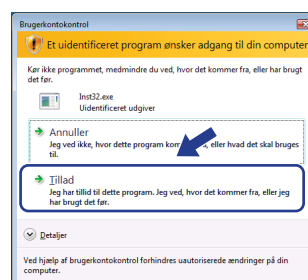 Brugerkontokontrol
Et uidentificeret program ønsker adgang til din computer
Kør ikke programmet, medmindre du ved, hvor det kommer fra, eller har brugt
det før.
Inst32.exe
Uidentificeret udgiver
Annuller
Jeg ved ikke, hvor dette program kom fra, eller hvad det skal bruges
til.
Tillad
Jeg har tillid til dette program. Jeg ved, hvor det kommer fra, eller jeg
har brugt det før.
Detaljer
Ved hjælp af brugerkontokontrol forhindres uautoriserede ændringer på din
computer.